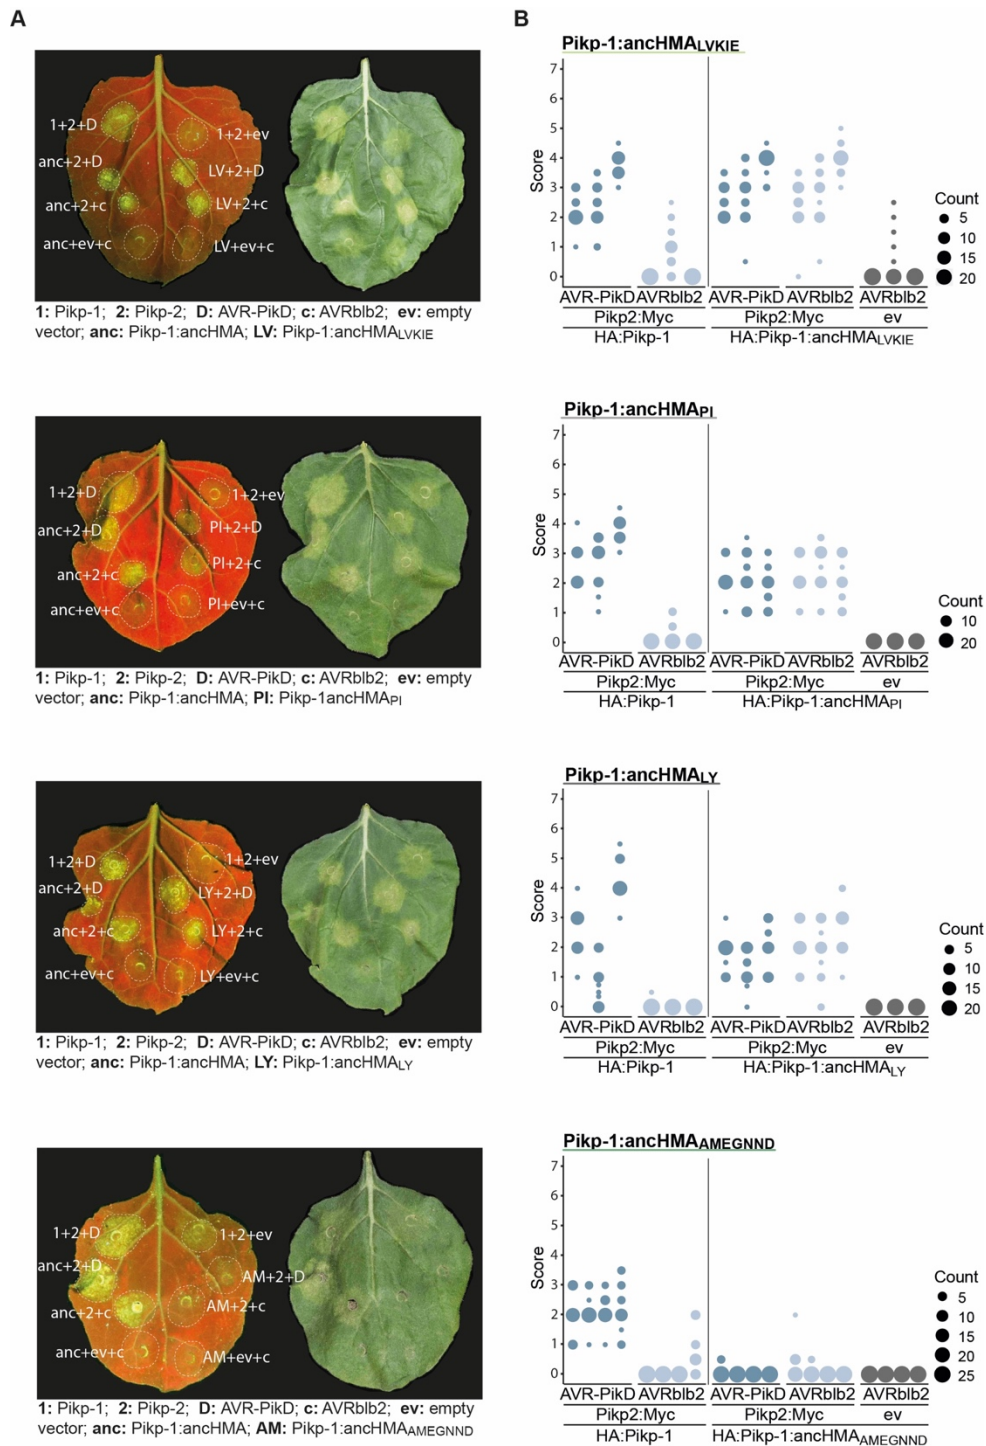 A
1+2+D
1+2+ev
anc+2+D
LV+2+D
anc+2+c
LV+2+c
anc+ev+c
LV+ev+c
1: Pikp-1; 2: Pikp-2; D: AVR-PikD; c: AVRblb2; ev: empty
vector; anc: Pikp-1:ancHMA; LV: Pikp-1:ancHMALVKIE
1+2+D
1+2+ev
anc+2+D
PI+2+D
anc+2+c
PI+2+c
anc+ev+c
PI+ev+c
1: Pikp-1; 2: Pikp-2; D: AVR-PikD; c: AVRblb2; ev: empty
vector; anc: Pikp-1:ancHMA; PI: Pikp-1ancHMAPI
1+2+D
1+2+ev
anc+2+D
LY+2+D
anc+2+c
LY+2+c
anc+ev+c
LY+ev+c
1: Pikp-1; 2: Pikp-2; D: AVR-PikD; c: AVRblb2; ev: empty
vector; anc: Pikp-1:ancHMA; LY: Pikp-1:ancHMALY
1+2+D
1+2+ev
anc+2+D
AM+2+D
anc+2+c
AM+2+c
anc+ev+c
AM+ev+c
1: Pikp-1; 2: Pikp-2; D: AVR-PikD; c: AVRblb2; ev: empty
vector; anc: Pikp-1:ancHMA; AM: Pikp-1:ancHMAAMEGNND
B
Pikp-1:ancHMALVKIE
7
6
5
4
3
2
1
0
Score
Count
5
10
15
20
AVR-PikD AVRblb2 AVR-PikD AVRblb2 AVRblb2
Pikp2:Myc Pikp2:Myc ev
HA:Pikp-1 HA:Pikp-1:ancHMALVKIE
Pikp-1:ancHMAPI
7
6
5
4
3
2
1
0
Score
Count
10
20
AVR-PikD AVRblb2 AVR-PikD AVRblb2 AVRblb2
Pikp2:Myc Pikp2:Myc ev
HA:Pikp-1 HA:Pikp-1:ancHMAPI
Pikp-1:ancHMALY
7
6
5
4
3
2
1
0
Score
Count
5
10
15
20
AVR-PikD AVRblb2 AVR-PikD AVRblb2 AVRblb2
Pikp2:Myc Pikp2:Myc ev
HA:Pikp-1 HA:Pikp-1:ancHMALY
Pikp-1:ancHMAAMEGNND
7
6
5
4
3
2
1
0
Score
Count
5
10
15
20
25
AVR-PikD AVRblb2 AVR-PikD AVRblb2 AVRblb2
Pikp2:Myc Pikp2:Myc ev
HA:Pikp-1 HA:Pikp-1:ancHMAAMEGNND